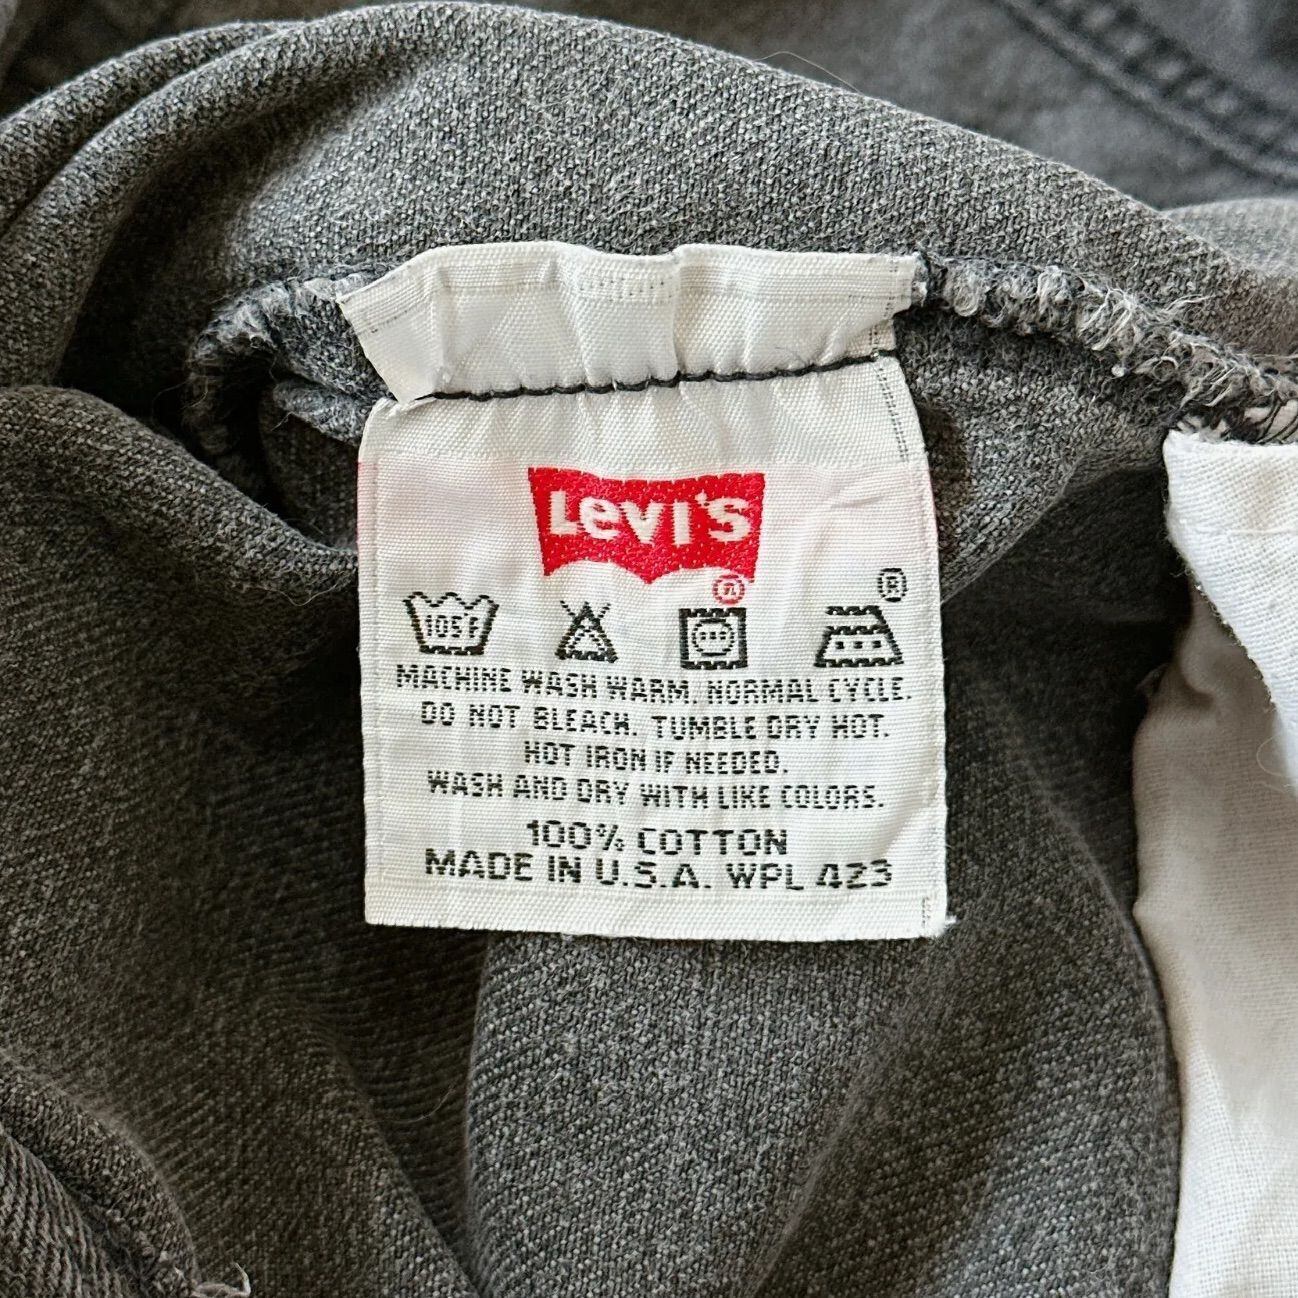 Levi's
®
®
105°F
MACHINE WASH WARM. NORMAL CYCLE.
DO NOT BLEACH. TUMBLE DRY HOT.
HOT IRON IF NEEDED.
WASH AND DRY WITH LIKE COLORS.
100% COTTON
MADE IN U.S.A. WPL 423